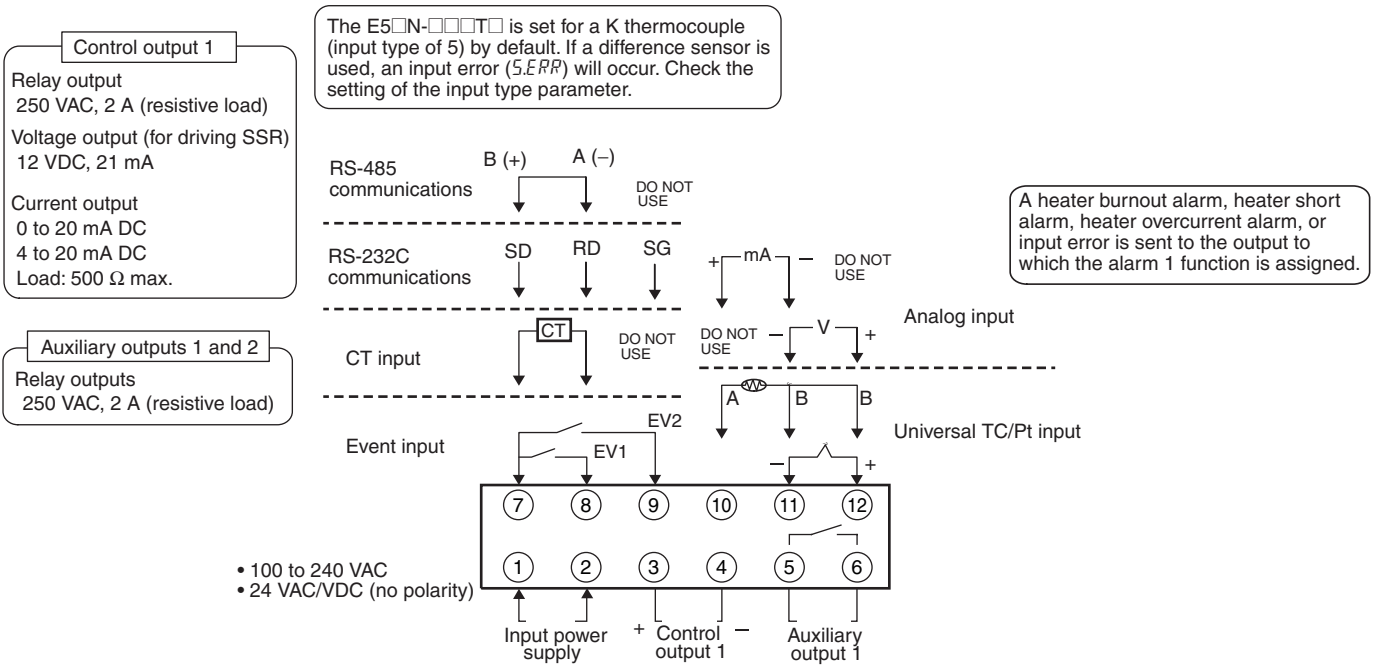 Control output 1
Relay output
250 VAC, 2 A (resistive load)
Voltage output (for driving SSR)
12 VDC, 21 mA
Current output
0 to 20 mA DC
4 to 20 mA DC
Load: 500 Ω max.
Auxiliary outputs 1 and 2
Relay outputs
250 VAC, 2 A (resistive load)
The E5□N-□□□T□ is set for a K thermocouple
(input type of 5) by default. If a difference sensor is
used, an input error (S.ERR) will occur. Check the
setting of the input type parameter.
A heater burnout alarm, heater short
alarm, heater overcurrent alarm, or
input error is sent to the output to
which the alarm 1 function is assigned.
RS-485
communications
B (+)
A (−)
DO NOT
USE
RS-232C
communications
SD
RD
SG
+
mA
−
DO NOT
USE
CT input
CT
DO NOT
USE
DO NOT
USE
−
V
+
Analog input
A
B
B
Universal TC/Pt input
−
+
Event input
EV2
EV1
7
8
9
10
11
12
1
2
3
4
5
6
• 100 to 240 VAC
• 24 VAC/VDC (no polarity)
Input power
supply
+
Control
output 1
−
Auxiliary
output 1